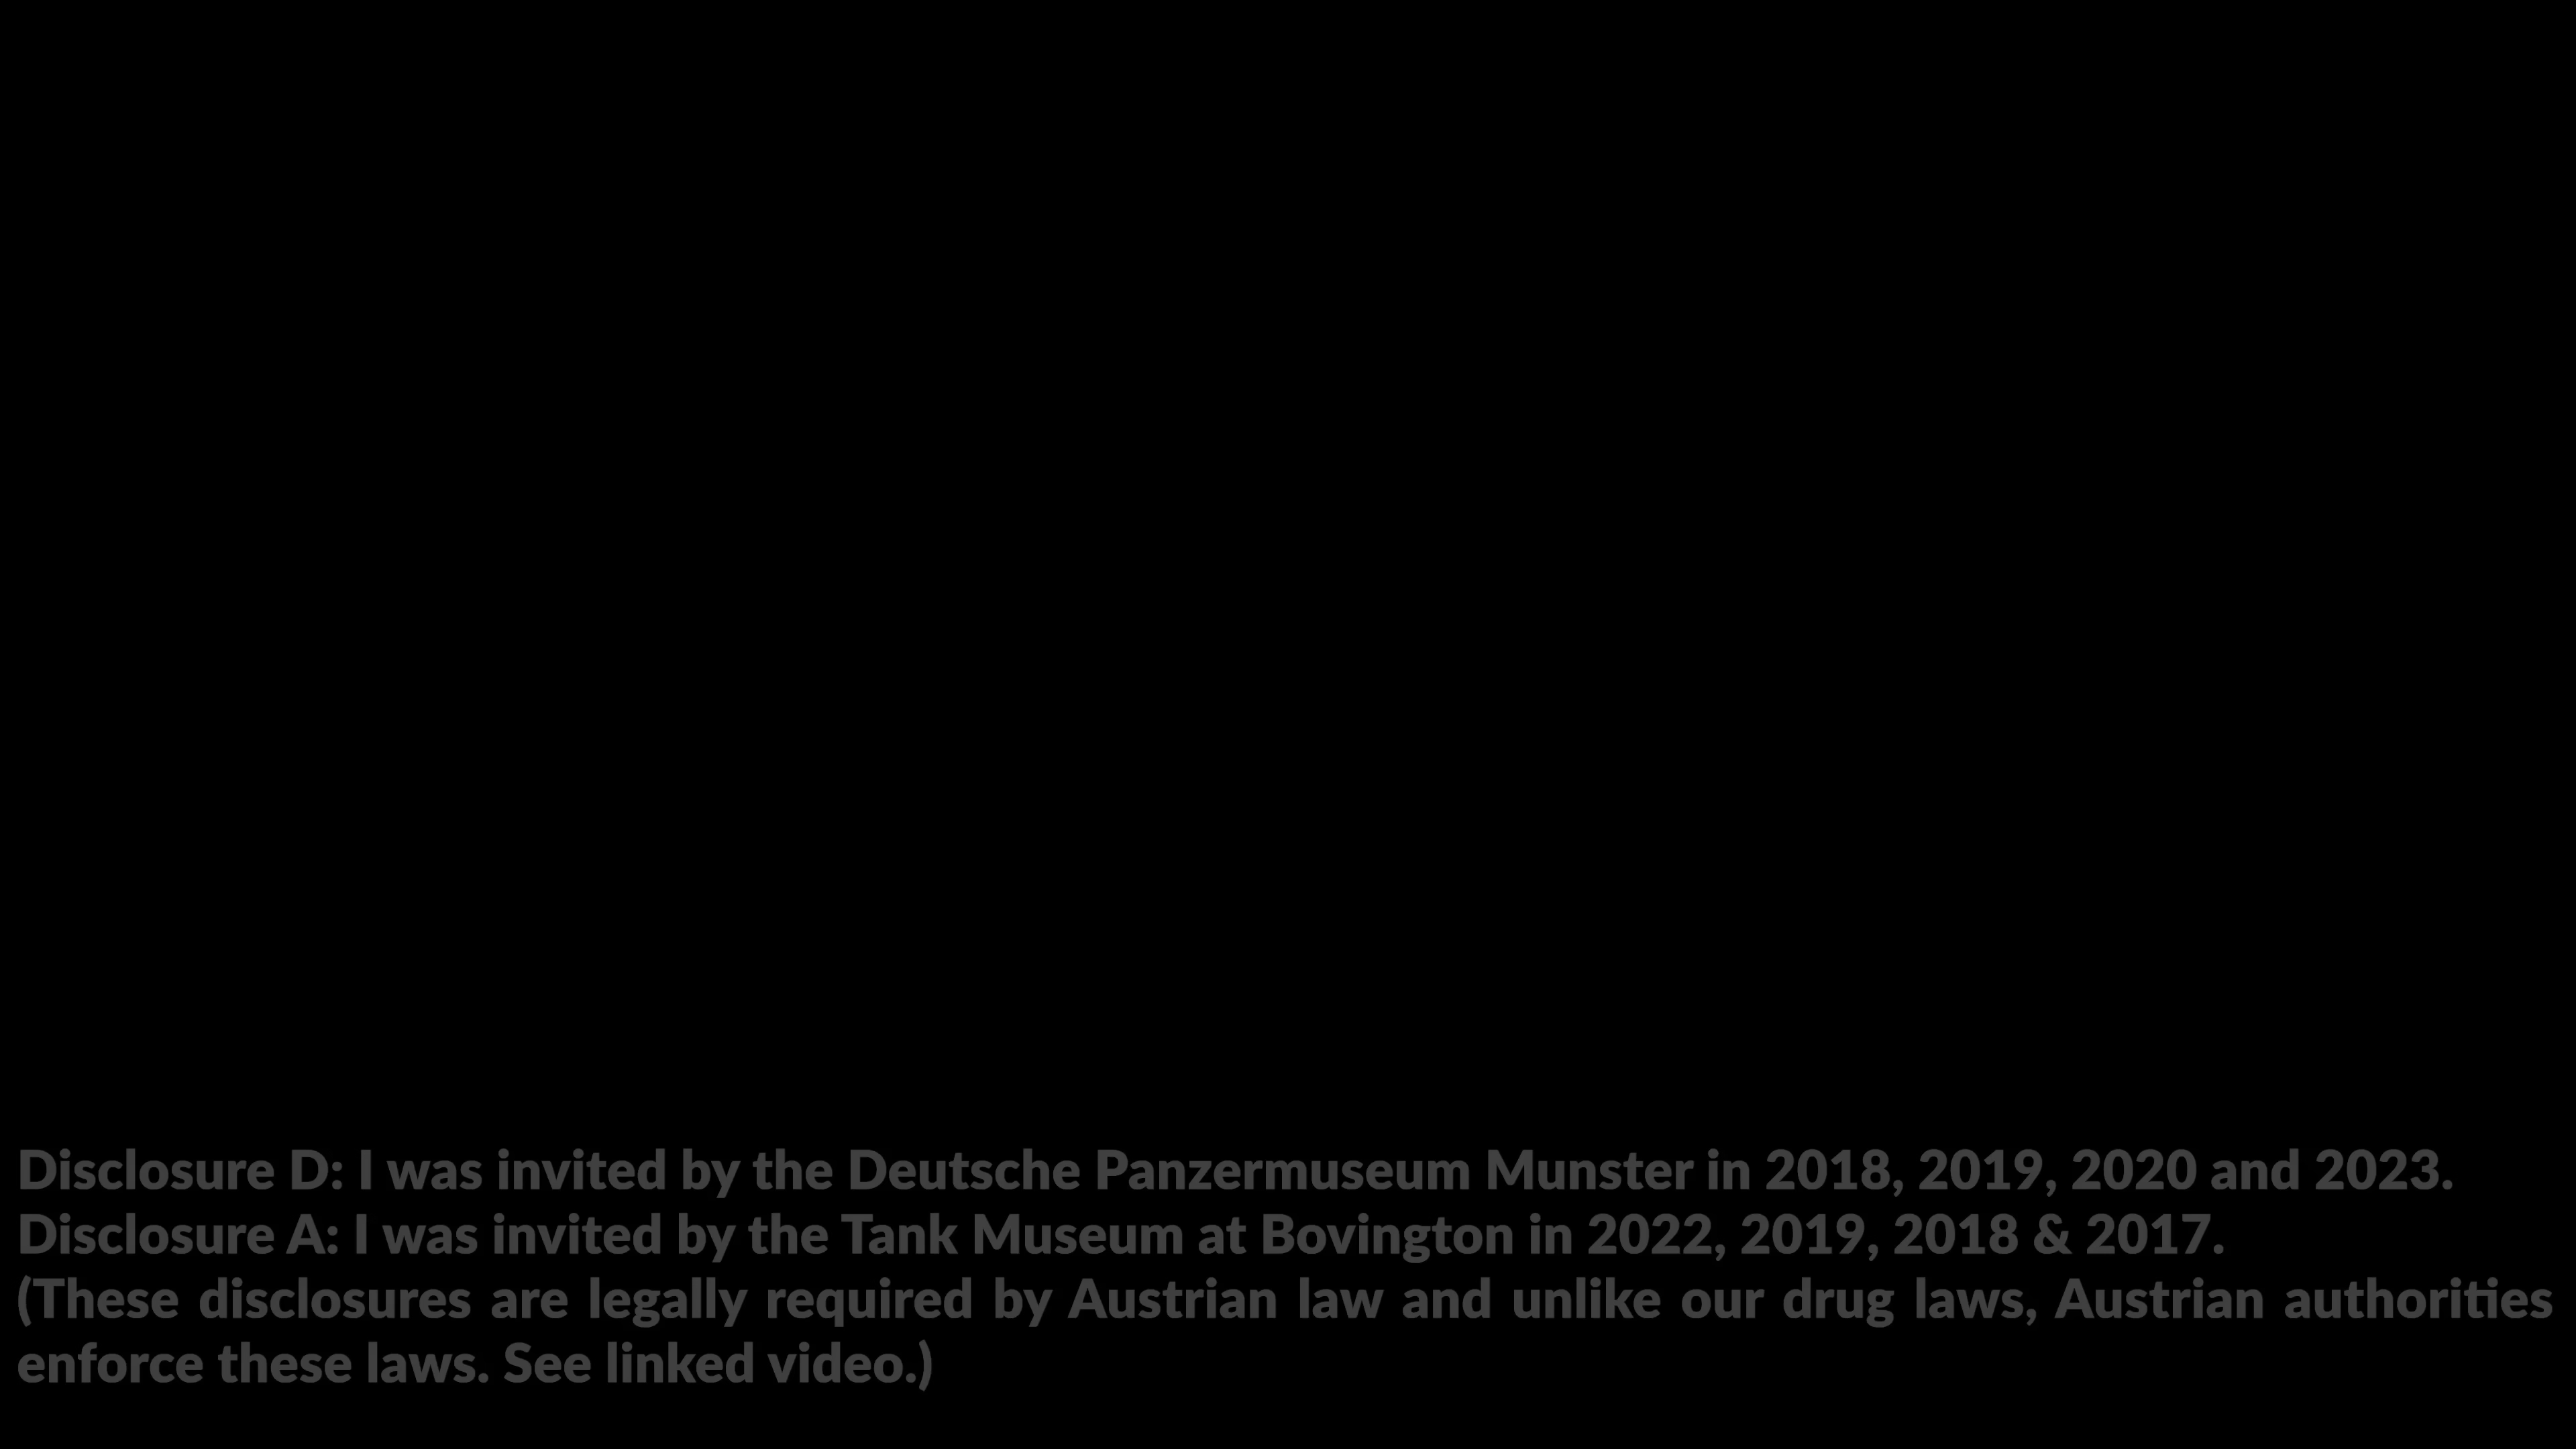 Disclosure D: I was invited by the Deutsche Panzermuseum Munster in 2018, 2019, 2020 and 2023.
Disclosure A: I was invited by the Tank Museum at Bovington in 2022, 2019, 2018 & 2017.
(These disclosures are legally required by Austrian law and unlike our drug laws, Austrian authorities
enforce these laws. See linked video.)